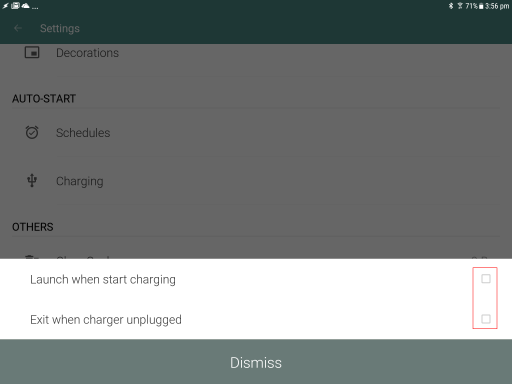 ... 71% 3:56 pm
Settings
Decorations
AUTO-START
Schedules
Charging
OTHERS
Launch when start charging
Exit when charger unplugged
Dismiss